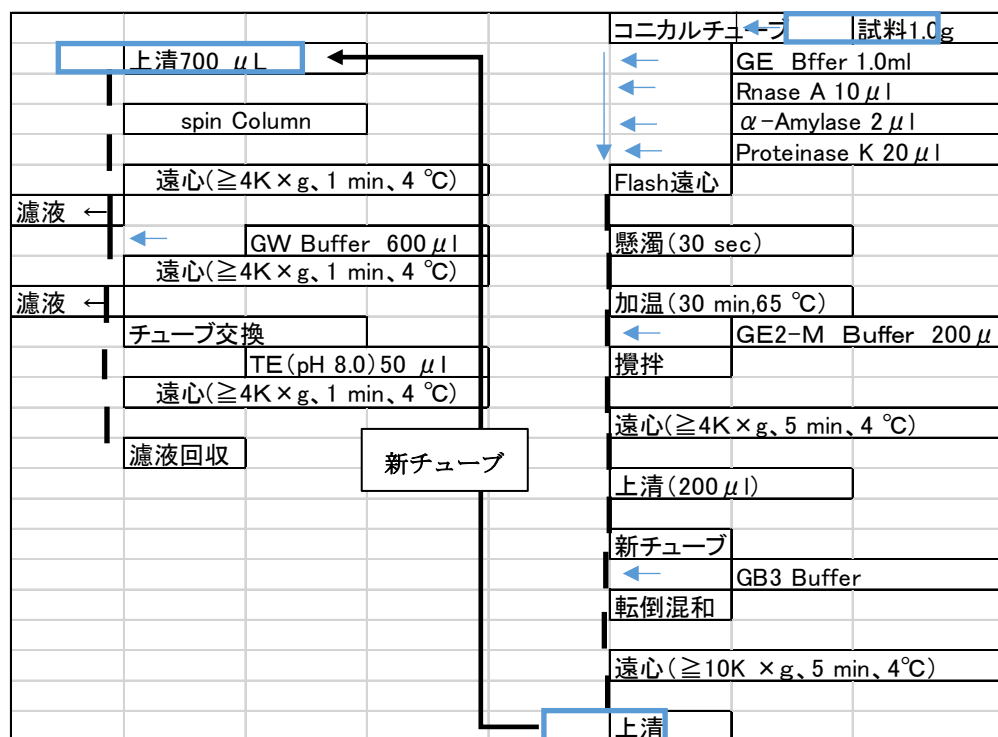 コニカルチューブ
試料1.0g
GE Bffer 1.0ml
Rnase A 10μl
α-Amylase 2μl
Proteinase K 20μl
Flash遠心
懸濁(30 sec)
加温(30 min,65 ℃)
GE2-M Buffer 200μ
攪拌
遠心(≧4K×g、5 min、4 ℃)
上清(200μl)
新チューブ
GB3 Buffer
転倒混和
遠心(≧10K ×g、5 min、4℃)
上清
新チューブ
上清700 μL
spin Column
遠心(≧4K×g、1 min、4 ℃)
濾液 ←
GW Buffer 600μl
遠心(≧4K×g、1 min、4 ℃)
濾液 ←
チューブ交換
TE(pH 8.0)50 μl
遠心(≧4K×g、1 min、4 ℃)
濾液回収